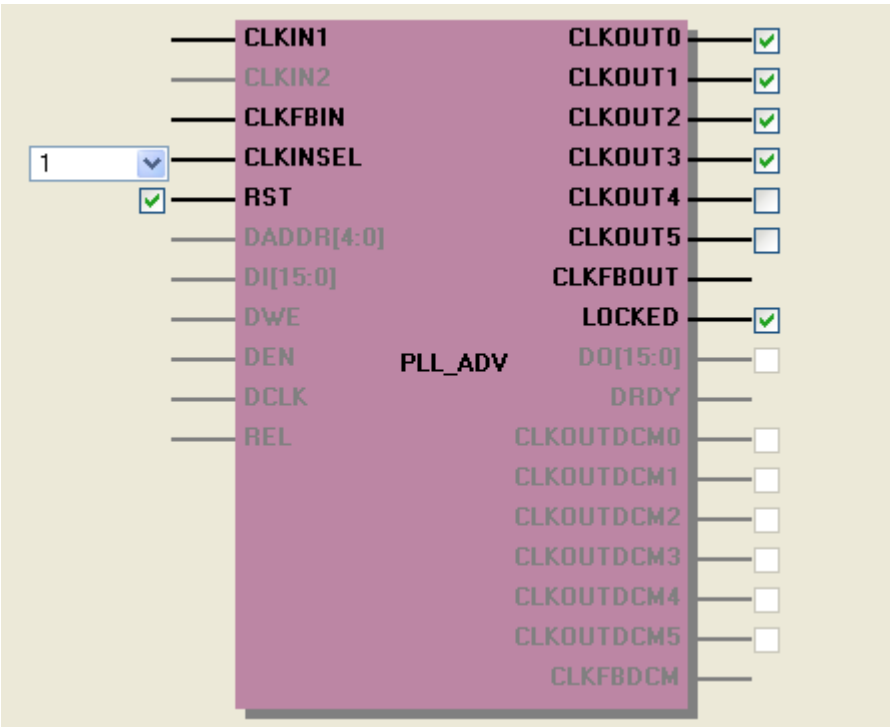 CLKIN1 CLKOUT0
CLKIN2 CLKOUT1
CLKFBIN CLKOUT2
1 CLKINSEL CLKOUT3
RST CLKOUT4
DADDR[4:0] CLKOUT5
DI[15:0] CLKFBOUT
DWE LOCKED
DEN PLL_ADV DO[15:0]
DCLK DRDY
REL CLKOUTDCM0
CLKOUTDCM1
CLKOUTDCM2
CLKOUTDCM3
CLKOUTDCM4
CLKOUTDCM5
CLKFBDCM